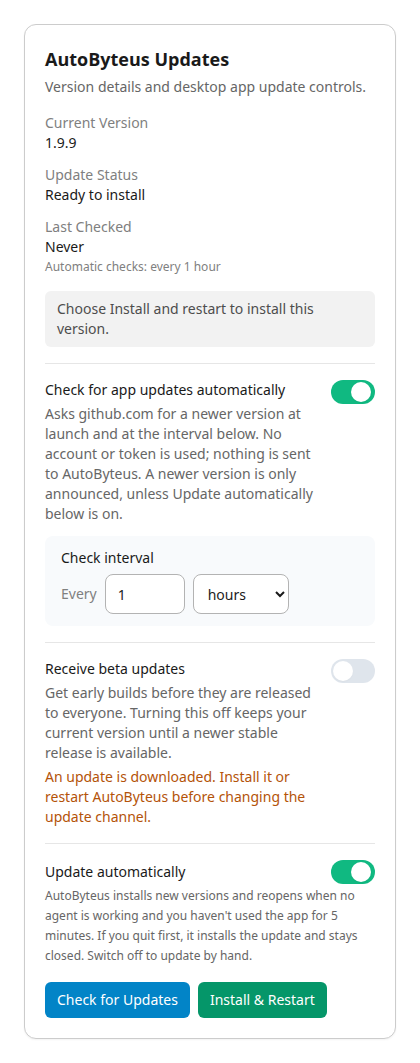 AutoByteus Updates
Version details and desktop app update controls.
Current Version
1.9.9
Update Status
Ready to install
Last Checked
Never
Automatic checks: every 1 hour
Choose Install and restart to install this
version.
Check for app updates automatically
Asks github.com for a newer version at
launch and at the interval below. No
account or token is used; nothing is sent
to AutoByteus. A newer version is only
announced, unless Update automatically
below is on.
Check interval
Every 1 hours
Receive beta updates
Get early builds before they are released
to everyone. Turning this off keeps your
current version until a newer stable
release is available.
An update is downloaded. Install it or
restart AutoByteus before changing the
update channel.
Update automatically
AutoByteus installs new versions and reopens when no
agent is working and you haven't used the app for 5
minutes. If you quit first, it installs the update and stays
closed. Switch off to update by hand.
Check for Updates Install & Restart